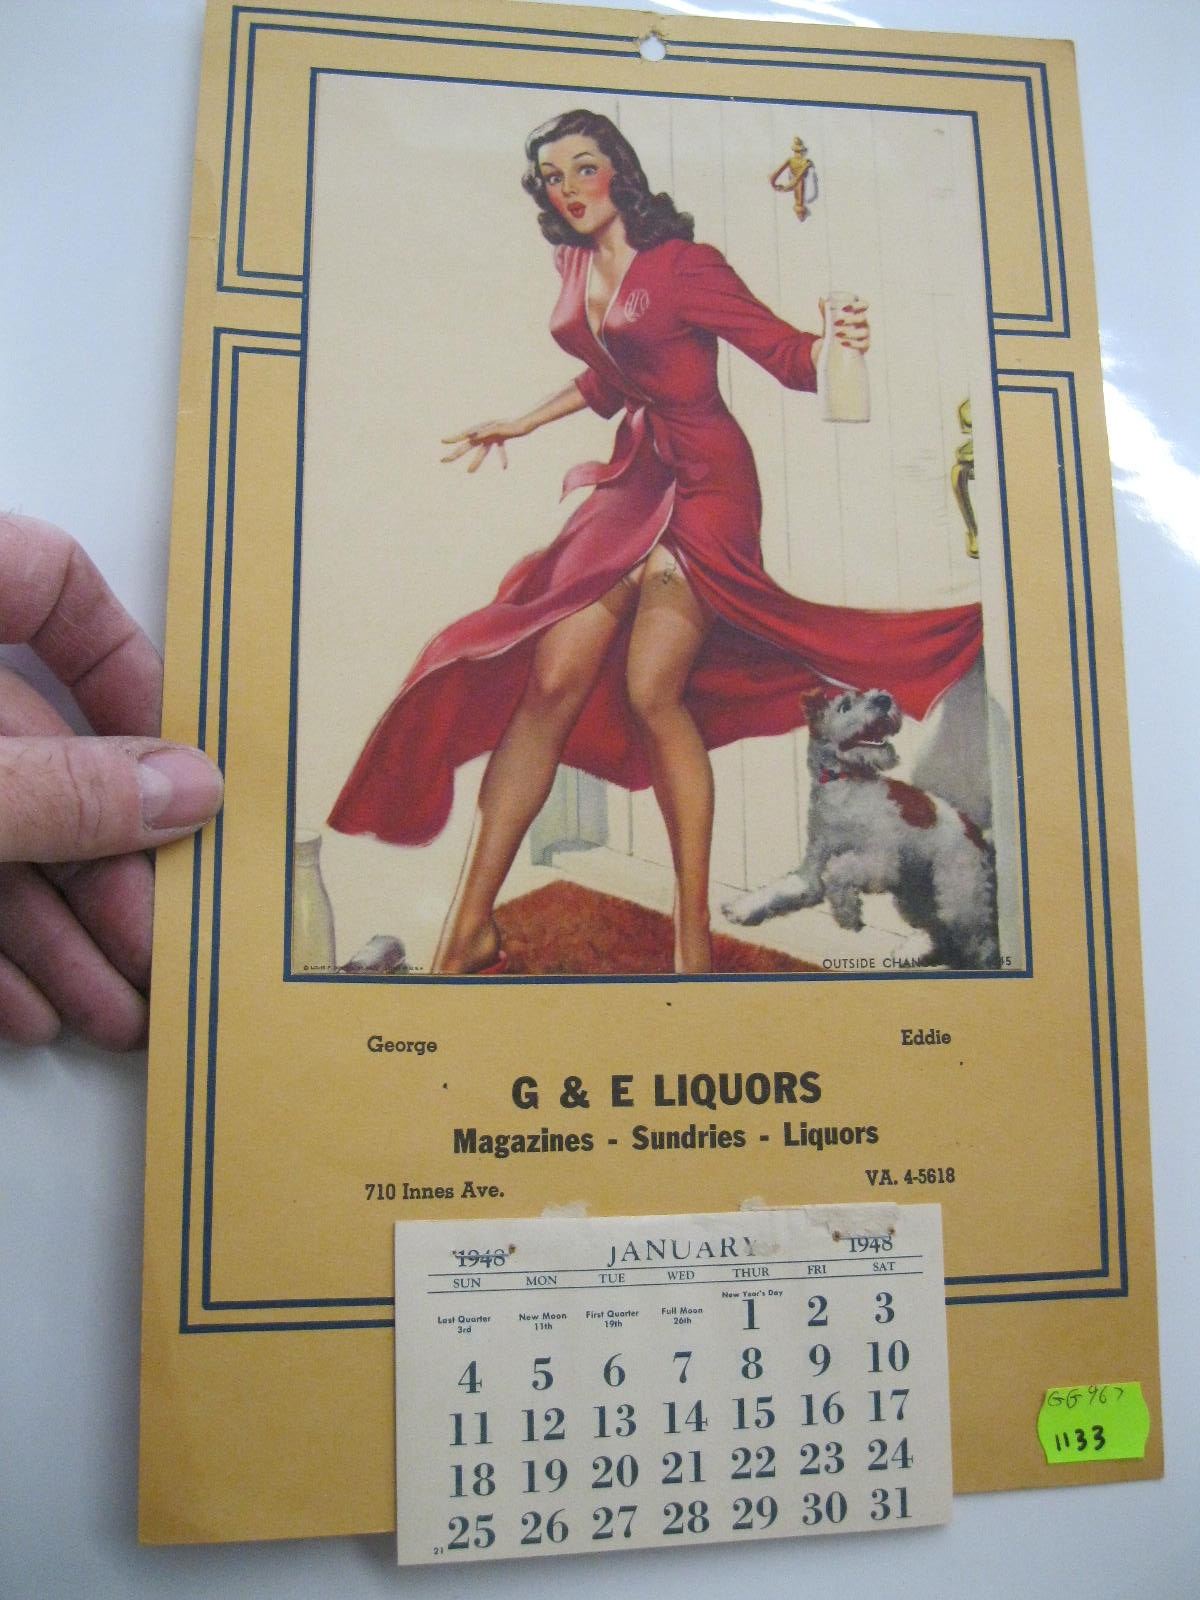 OUTSIDE
George Eddie
G & E LIQUORS
Magazines - Sundries - Liquors
710 Innes Ave. VA. 4-5618
1948 JANUARY 1948
SUN MON TUE WED THUR FRI SAT
Last Quarter 3rd New Moon 11th First Quarter 19th Full Moon 26th New Year's Day 1 2 3
4 5 6 7 8 9 10
11 12 13 14 15 16 17
18 19 20 21 22 23 24
25 26 27 28 29 30 31
21
1133